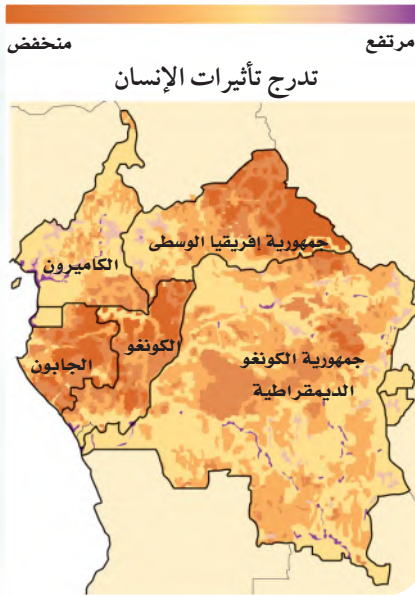 مرتفع منخفض
تدرج تأثيرات الإنسان
جمهورية إفريقيا الوسطى
الكاميرون
الكونغو
الجابون
جمهورية الكونغو
الديمقراطية